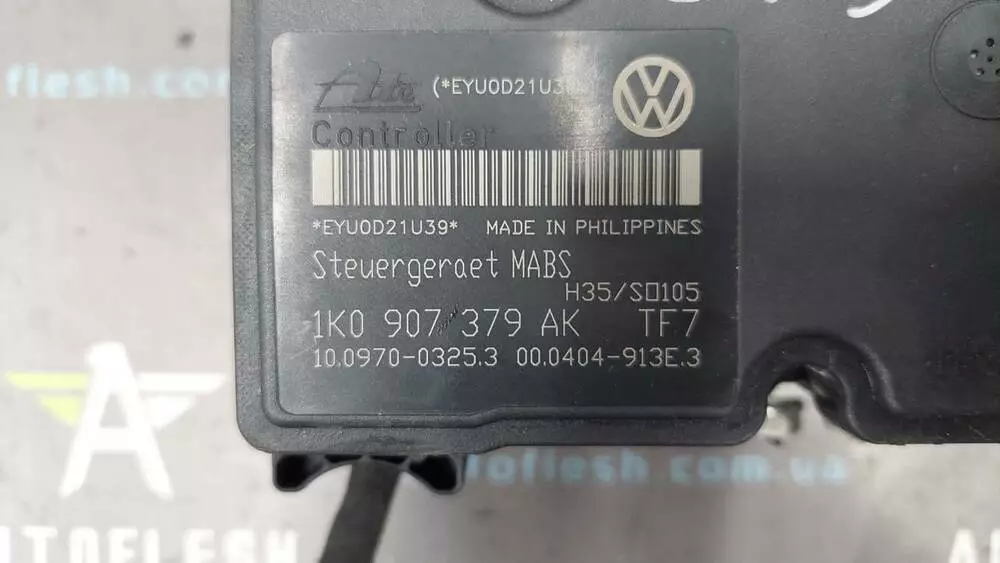 Ate (*EYU0D21U3
Controller
*EYU0D21U39* MADE IN PHILIPPINES
Steuergeraet MABS
H35/S0105
1K0 907 379 AK TF7
10.0970-0325.3 00.0404-913E.3